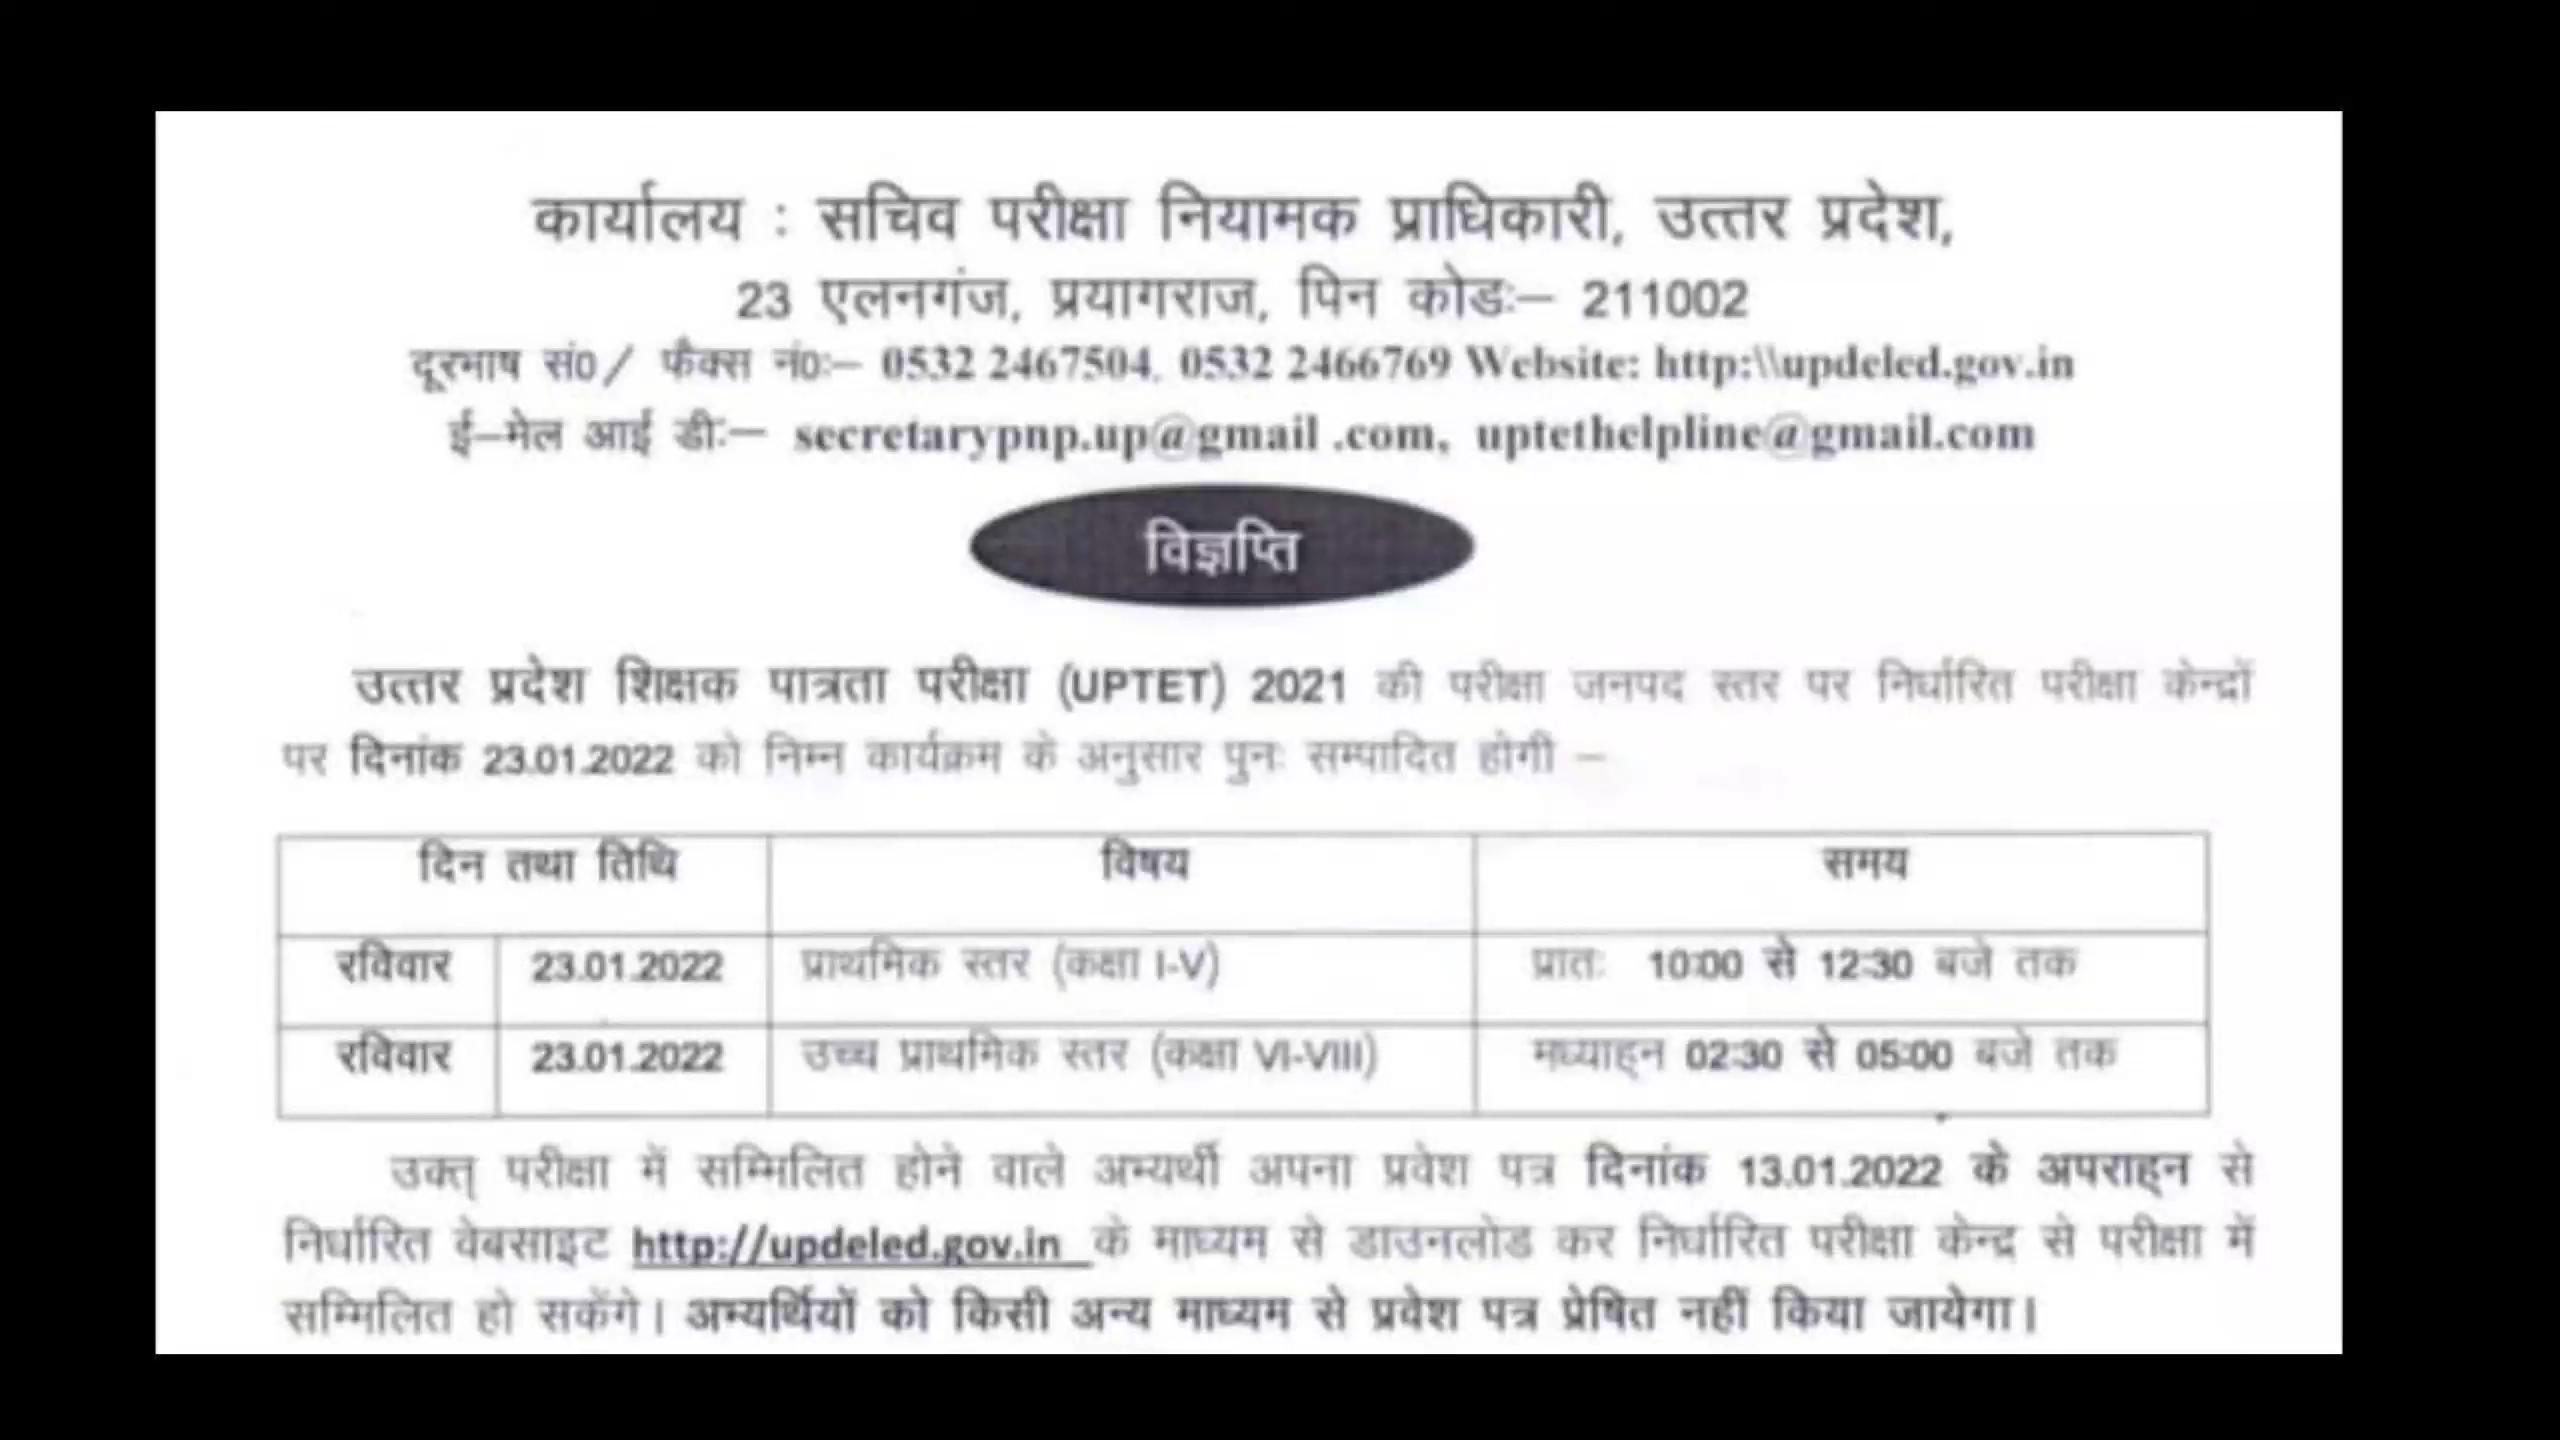 कार्यालय : सचिव परीक्षा नियामक प्राधिकारी, उत्तर प्रदेश,
23 एलनगंज, प्रयागराज, पिन कोडः– 211002
दूरभाष सं0/ फैक्स नं0ः– 0532 2467504, 0532 2466769 Website: http:\\updeled.gov.in
ई–मेल आई डीः– secretarypnp.up@gmail .com, uptethelpline@gmail.com
विज्ञप्ति
उत्तर प्रदेश शिक्षक पात्रता परीक्षा (UPTET) 2021 की परीक्षा जनपद स्तर पर निर्धारित परीक्षा केन्द्रों
पर दिनांक 23.01.2022 को निम्न कार्यक्रम के अनुसार पुनः सम्पादित होगी –
दिन तथा तिथि विषय समय
रविवार 23.01.2022 प्राथमिक स्तर (कक्षा I-V) प्रातः 10:00 से 12:30 बजे तक
रविवार 23.01.2022 उच्च प्राथमिक स्तर (कक्षा VI-VIII) मध्याह्न 02:30 से 05:00 बजे तक
उक्त् परीक्षा में सम्मिलित होने वाले अभ्यर्थी अपना प्रवेश पत्र दिनांक 13.01.2022 के अपराह्न से
निर्धारित वेबसाइट http://updeled.gov.in के माध्यम से डाउनलोड कर निर्धारित परीक्षा केन्द्र से परीक्षा में
सम्मिलित हो सकेंगे। अभ्यर्थियों को किसी अन्य माध्यम से प्रवेश पत्र प्रेषित नहीं किया जायेगा।